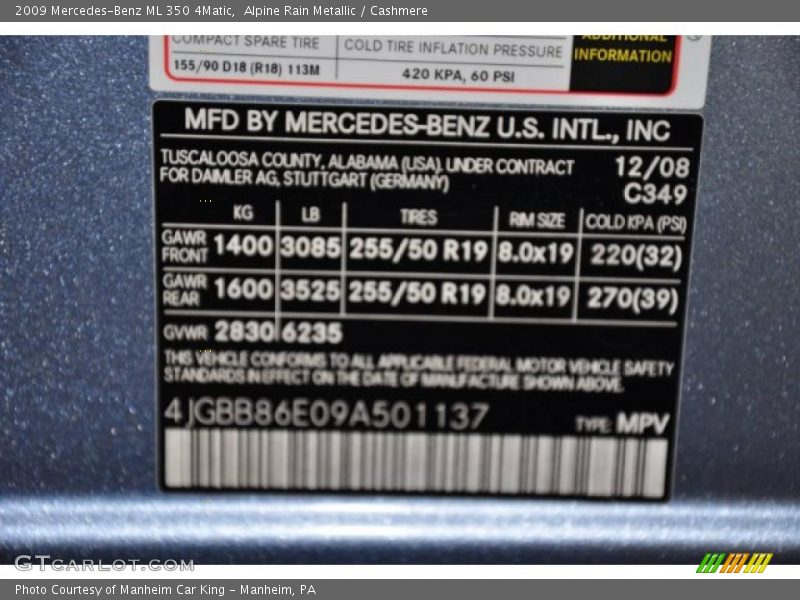 2009 Mercedes-Benz ML 350 4Matic,  Alpine Rain Metallic / Cashmere
COMPACT SPARE TIRE
COLD TIRE INFLATION PRESSURE
ADDITIONAL
INFORMATION
155/90 D18 (R18) 113M
420 KPA, 60 PSI
MFD BY MERCEDES-BENZ U.S. INTL., INC
TUSCALOOSA COUNTY, ALABAMA (USA), UNDER CONTRACT
FOR DAIMLER AG, STUTTGART (GERMANY)
12/08
C349
KG LB TIRES RIM SIZE COLD KPA (PSI)
GAWR FRONT 1400 3085 255/50 R19 8.0x19 220(32)
GAWR REAR 1600 3525 255/50 R19 8.0x19 270(39)
GVWR 2830 6235
THIS VEHICLE CONFORMS TO ALL APPLICABLE FEDERAL MOTOR VEHICLE SAFETY
STANDARDS IN EFFECT ON THE DATE OF MANUFACTURE SHOWN ABOVE.
4JGBB86E09A501137
TYPE: MPV
GTCARLOT.COM
Photo Courtesy of Manheim Car King - Manheim, PA